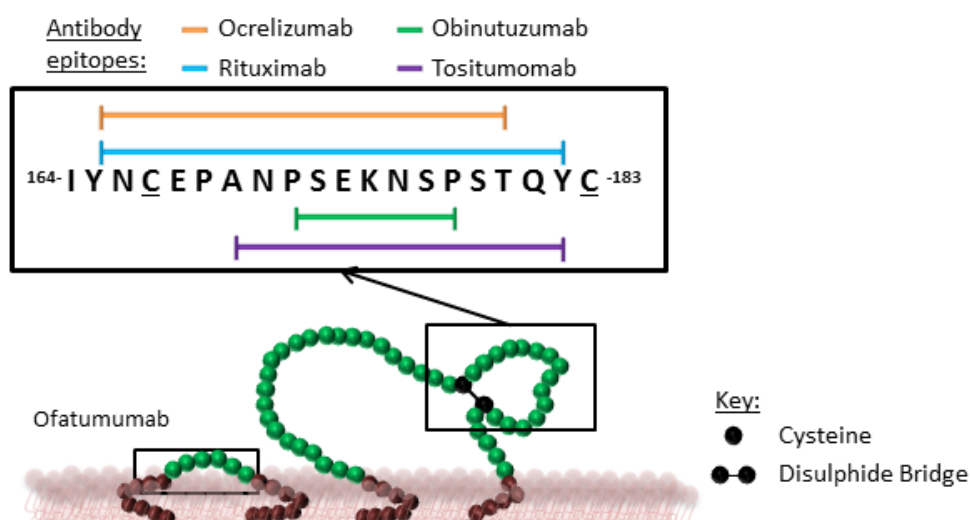 Antibody epitopes:
Ocrelizumab
Obinutuzumab
Rituximab
Tositumomab
164- I Y N C E P A N P S E K N S P S T Q Y C -183
Ofatumumab
Key:
Cysteine
Disulphide Bridge